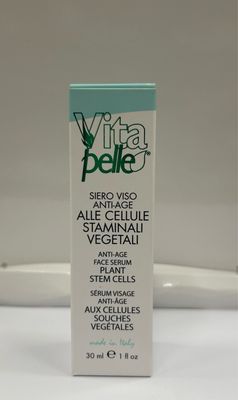 Vita
pelle®
SIERO VISO
ANTI-AGE
ALLE CELLULE
STAMINALI
VEGETALI
ANTI-AGE
FACE SERUM
PLANT
STEM CELLS
SÉRUM VISAGE
ANTI-ÂGE
AUX CELLULES
SOUCHES
VÉGÉTALES
made in Italy
30 ml ℮ 1 fl oz